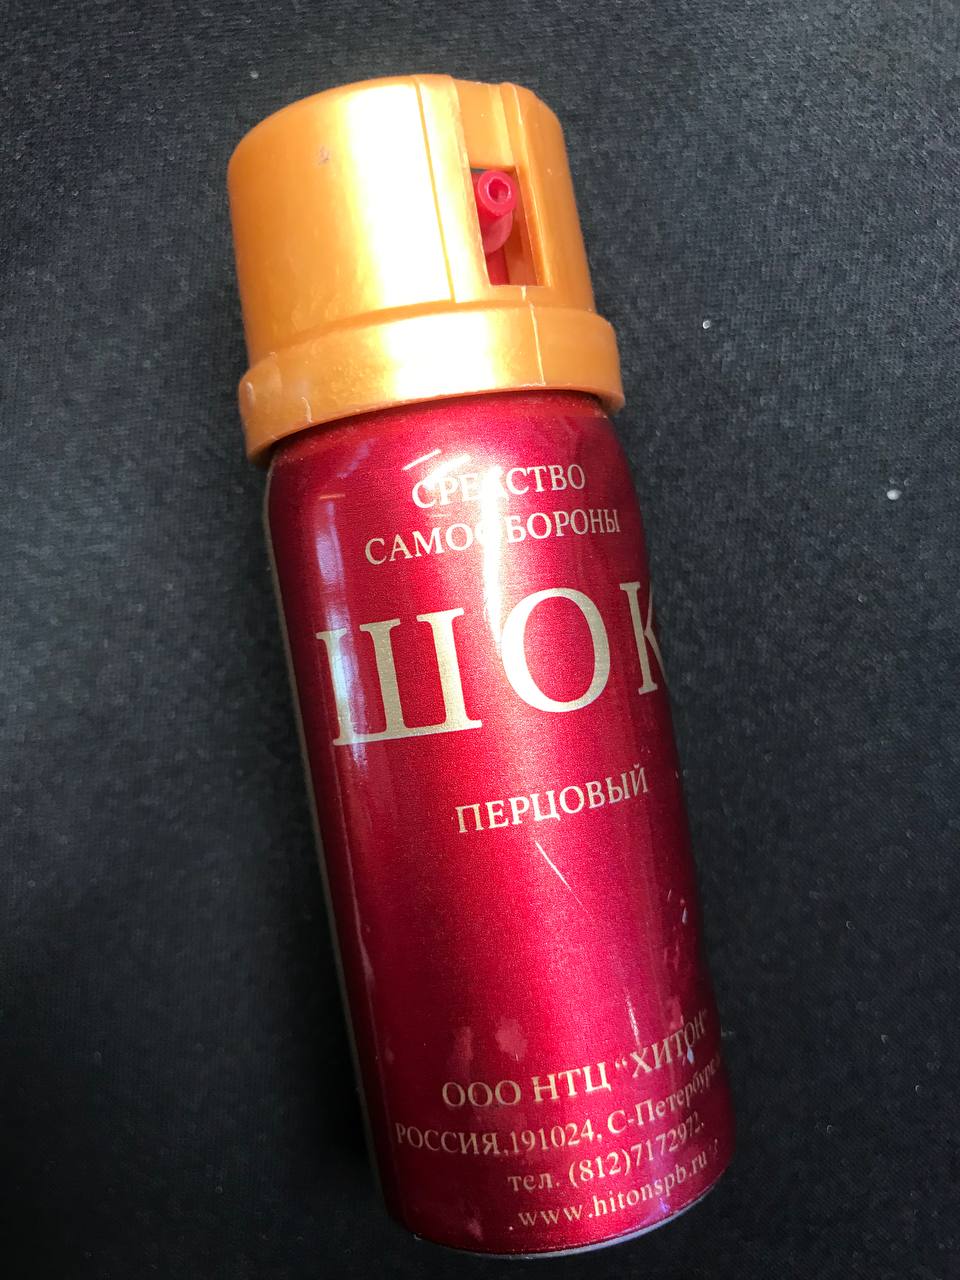 СРЕДСТВО
САМООБОРОНЫ
ШОК
ПЕРЦОВЫЙ
ООО НТЦ "ХИТОН"
РОССИЯ, 191024, С-Петербург
тел. (812)7172972,
www.hitonspb.ru